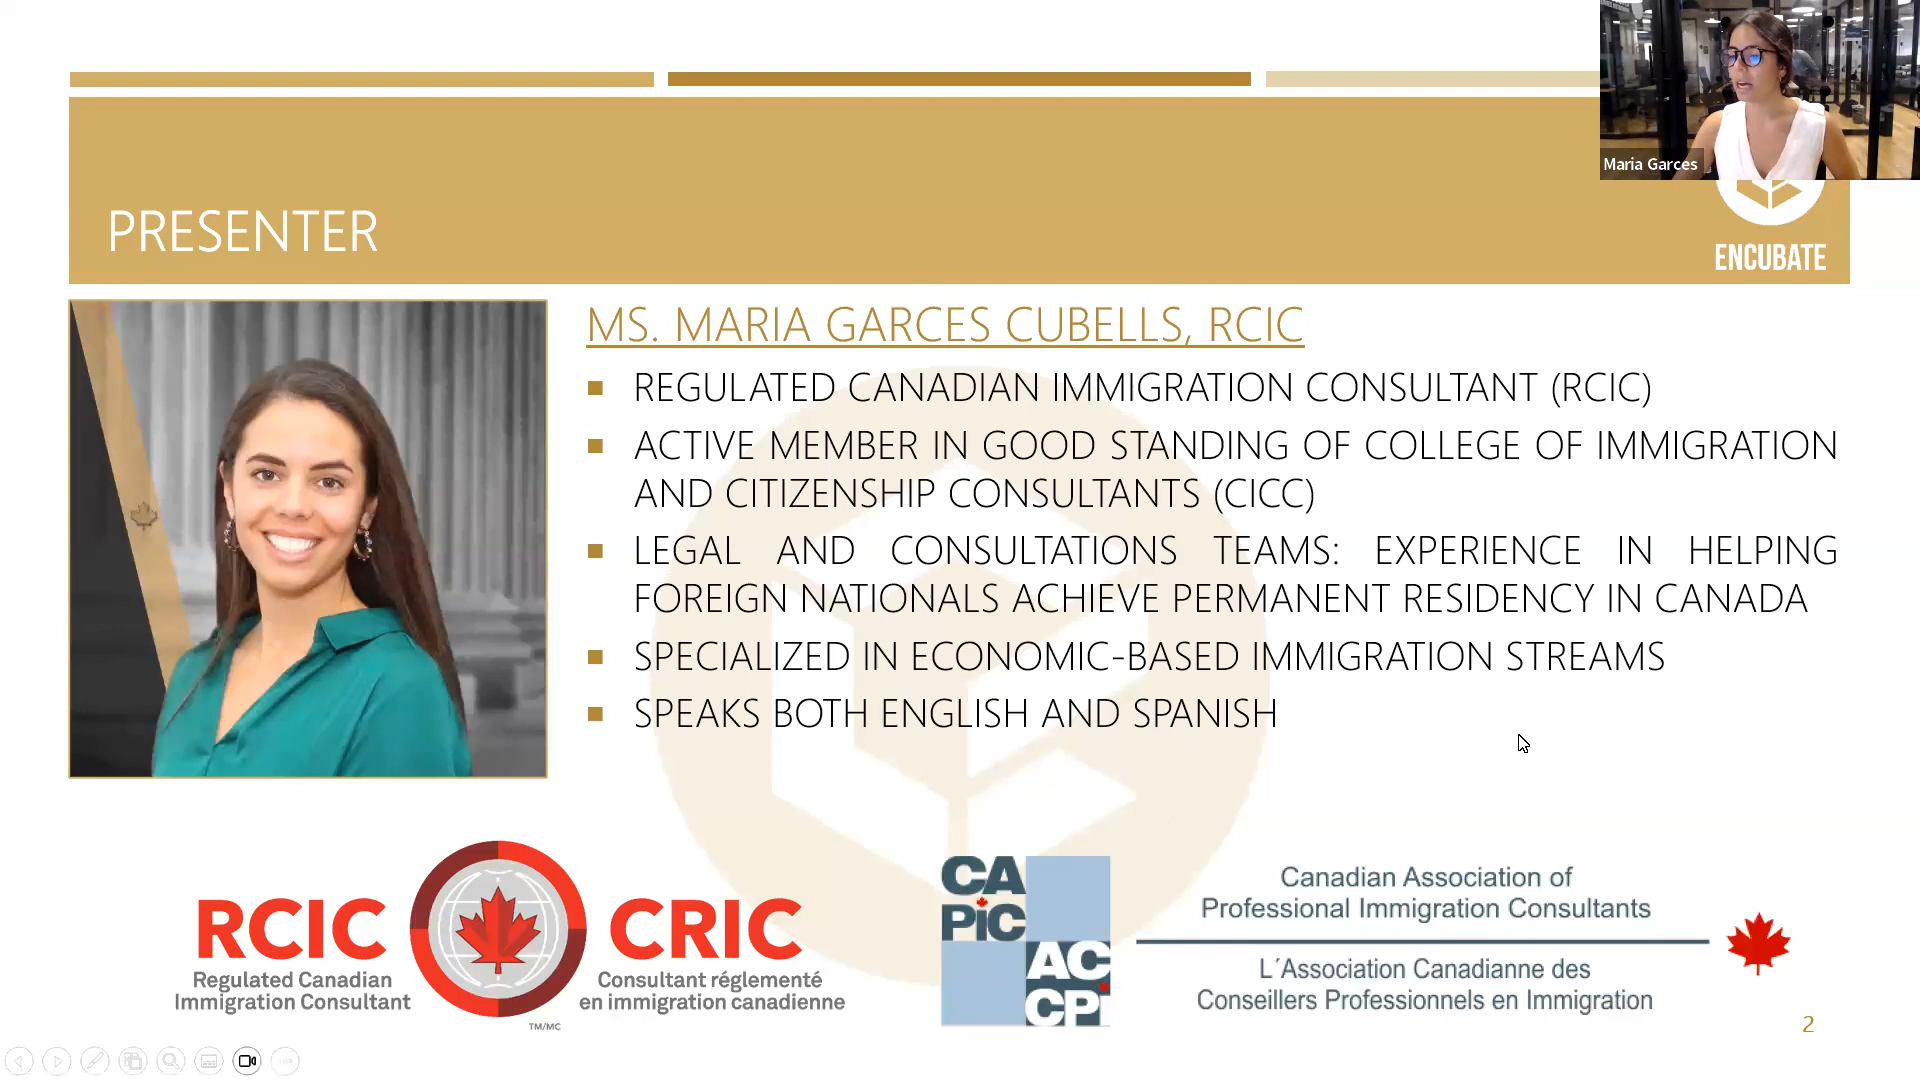 Maria Garces
PRESENTER
ENCUBATE
MS. MARIA GARCES CUBELLS, RCIC
REGULATED CANADIAN IMMIGRATION CONSULTANT (RCIC)
ACTIVE MEMBER IN GOOD STANDING OF COLLEGE OF IMMIGRATION
AND CITIZENSHIP CONSULTANTS (CICC)
LEGAL AND CONSULTATIONS TEAMS: EXPERIENCE IN HELPING
FOREIGN NATIONALS ACHIEVE PERMANENT RESIDENCY IN CANADA
SPECIALIZED IN ECONOMIC-BASED IMMIGRATION STREAMS
SPEAKS BOTH ENGLISH AND SPANISH
RCIC
Regulated Canadian
Immigration Consultant
CRIC
Consultant réglementé
en immigration canadienne
TM/MC
CA
PiC
AC
CPi
Canadian Association of
Professional Immigration Consultants
L´Association Canadianne des
Conseillers Professionnels en Immigration
2